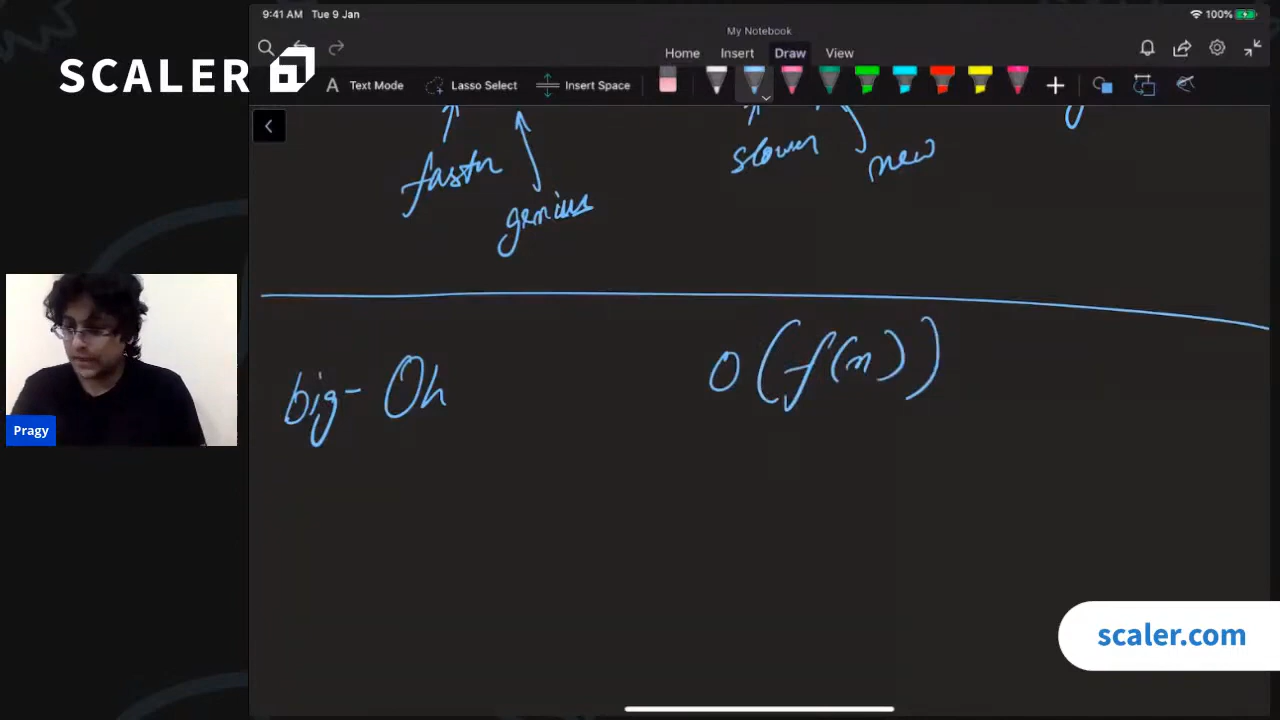 9:41 AM Tue 9 Jan
100%
My Notebook
SCALER
Home Insert Draw View
A Text Mode Lasso Select Insert Space
faster
genius
slower
new
big-Oh
O(f(n))
Pragy
scaler.com